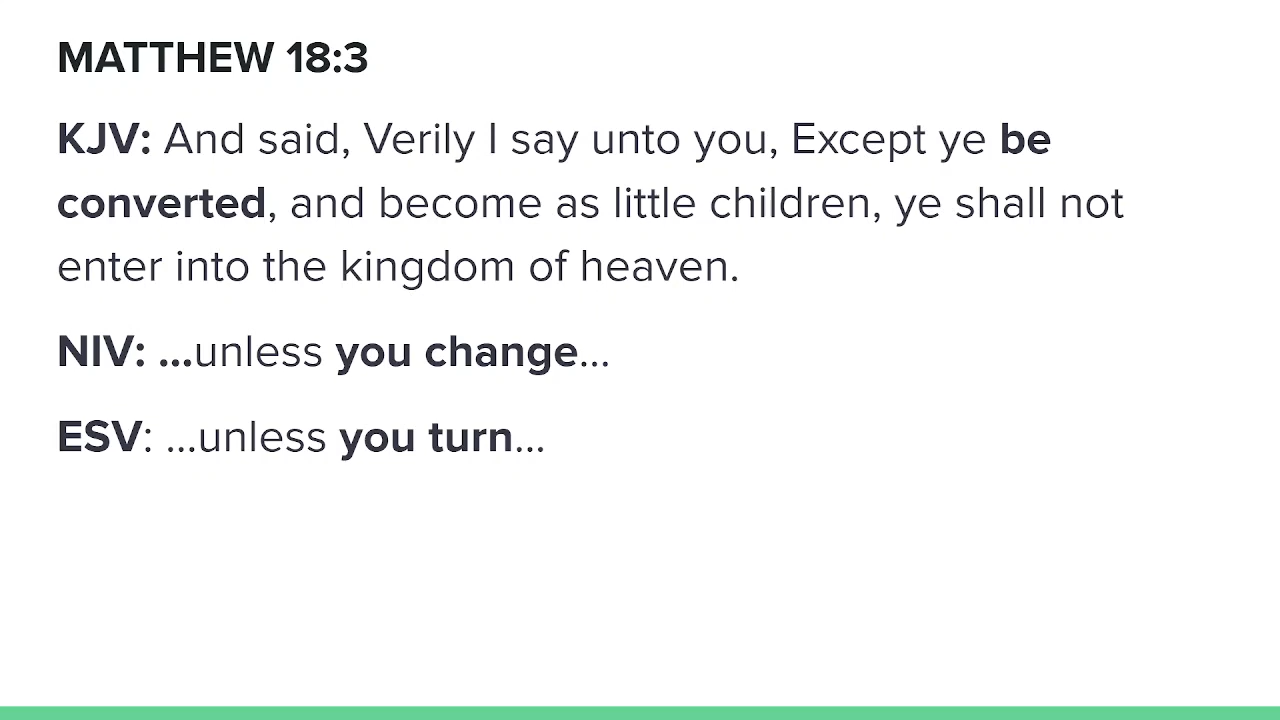 MATTHEW 18:3
KJV: And said, Verily I say unto you, Except ye be
converted, and become as little children, ye shall not
enter into the kingdom of heaven.
NIV: ...unless you change...
ESV: ...unless you turn...